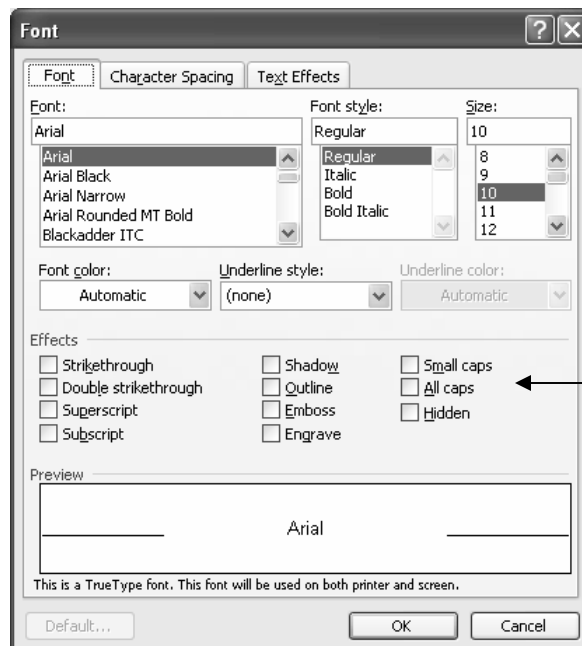 Font
Font Character Spacing Text Effects
Font: Font style: Size:
Arial Regular 10
Arial Regular 8
Arial Black Italic 9
Arial Narrow Bold 10
Arial Rounded MT Bold Bold Italic 11
Blackadder ITC 12
Font color: Underline style: Underline color:
Automatic (none) Automatic
Effects
Strikethrough Shadow Small caps
Double strikethrough Outline All caps
Superscript Emboss Hidden
Subscript Engrave
Preview
Arial
This is a TrueType font. This font will be used on both printer and screen.
Default... OK Cancel